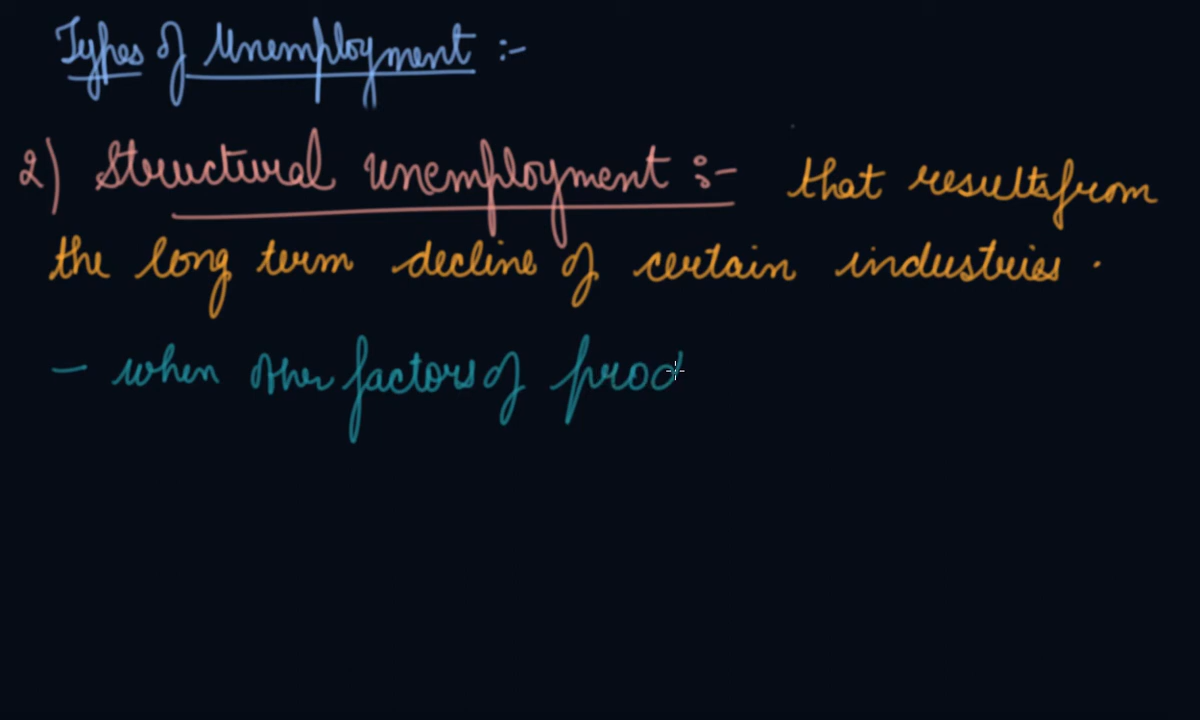 Types of Unemployment :-
2) Structural unemployment :- that results from
the long term decline of certain industries .
- when other factors of prod